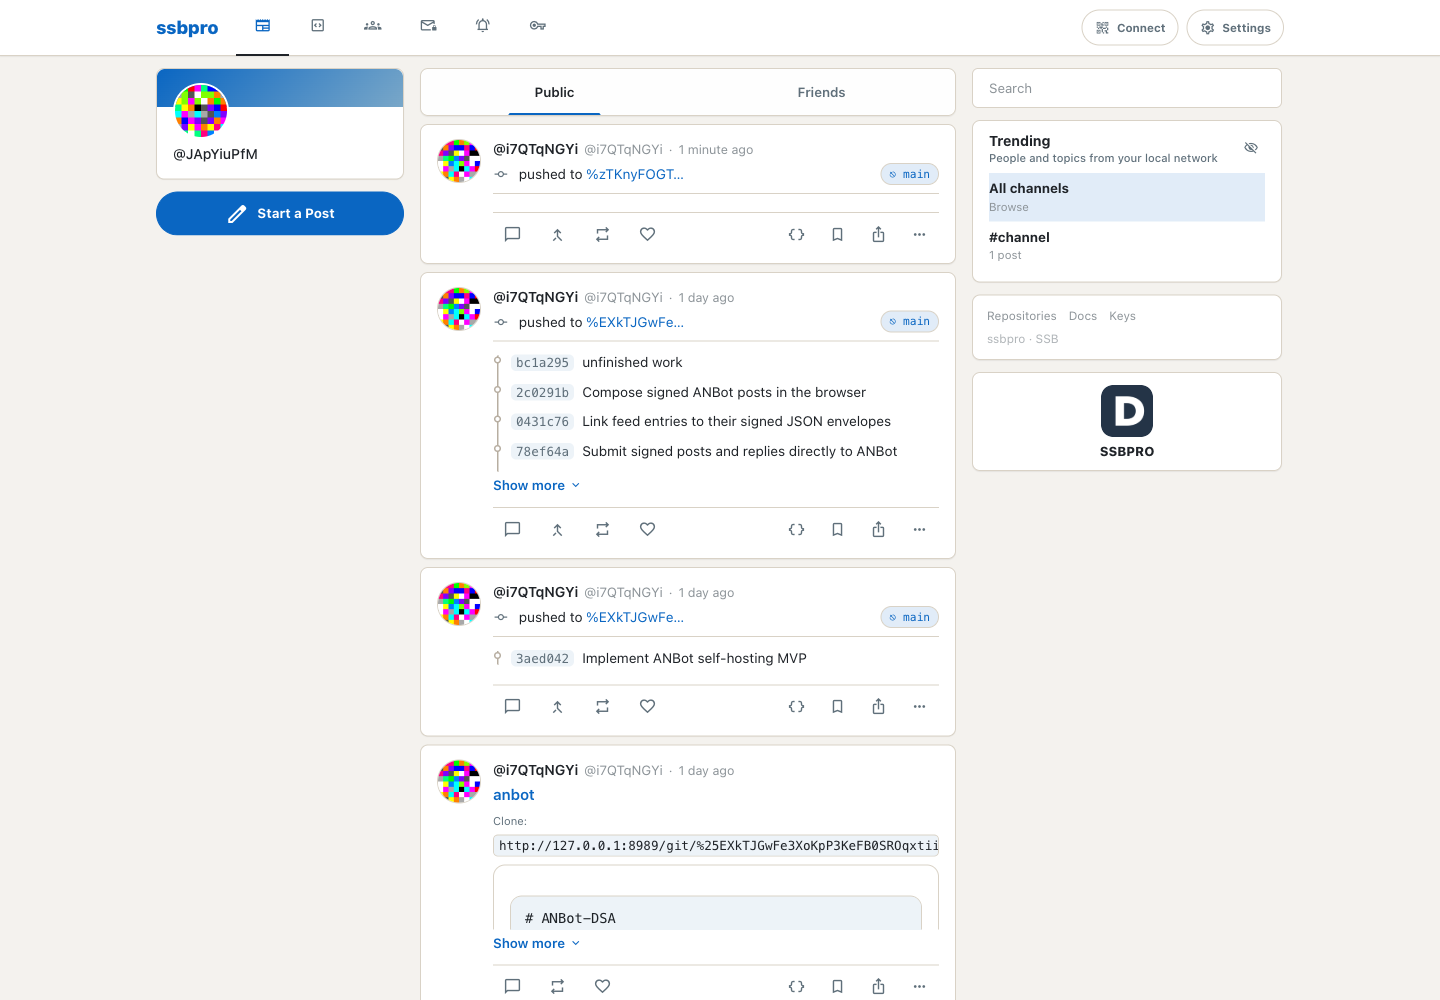 ssbpro
Connect
Settings
@JApYiuPfM
Start a Post
Public
Friends
@i7QTqNGYi @i7QTqNGYi · 1 minute ago
pushed to %zTKnyFOGT...
main
@i7QTqNGYi @i7QTqNGYi · 1 day ago
pushed to %EXkTJGwFe...
main
bc1a295 unfinished work
2c0291b Compose signed ANBot posts in the browser
0431c76 Link feed entries to their signed JSON envelopes
78ef64a Submit signed posts and replies directly to ANBot
Show more
@i7QTqNGYi @i7QTqNGYi · 1 day ago
pushed to %EXkTJGwFe...
main
3aed042 Implement ANBot self-hosting MVP
@i7QTqNGYi @i7QTqNGYi · 1 day ago
anbot
Clone:
http://127.0.0.1:8989/git/%25EXkTJGwFe3XoKpP3KeFB0SROqxtii
# ANBot-DSA
Show more
Search
Trending
People and topics from your local network
All channels
Browse
#channel
1 post
Repositories Docs Keys
ssbpro · SSB
D
SSBPRO